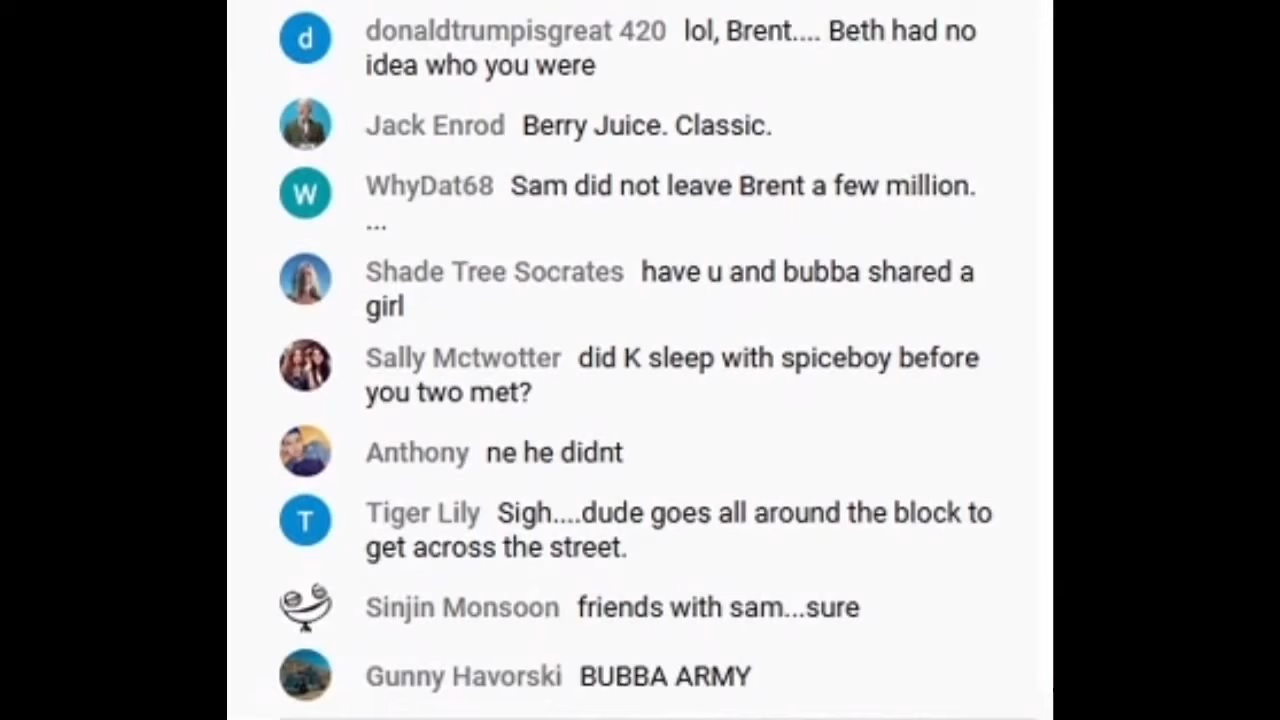 d donaldtrumpisgreat 420 lol, Brent.... Beth had no
idea who you were
Jack Enrod Berry Juice. Classic.
W WhyDat68 Sam did not leave Brent a few million.
...
Shade Tree Socrates have u and bubba shared a
girl
Sally Mctwotter did K sleep with spiceboy before
you two met?
Anthony ne he didnt
T Tiger Lily Sigh....dude goes all around the block to
get across the street.
Sinjin Monsoon friends with sam...sure
Gunny Havorski BUBBA ARMY